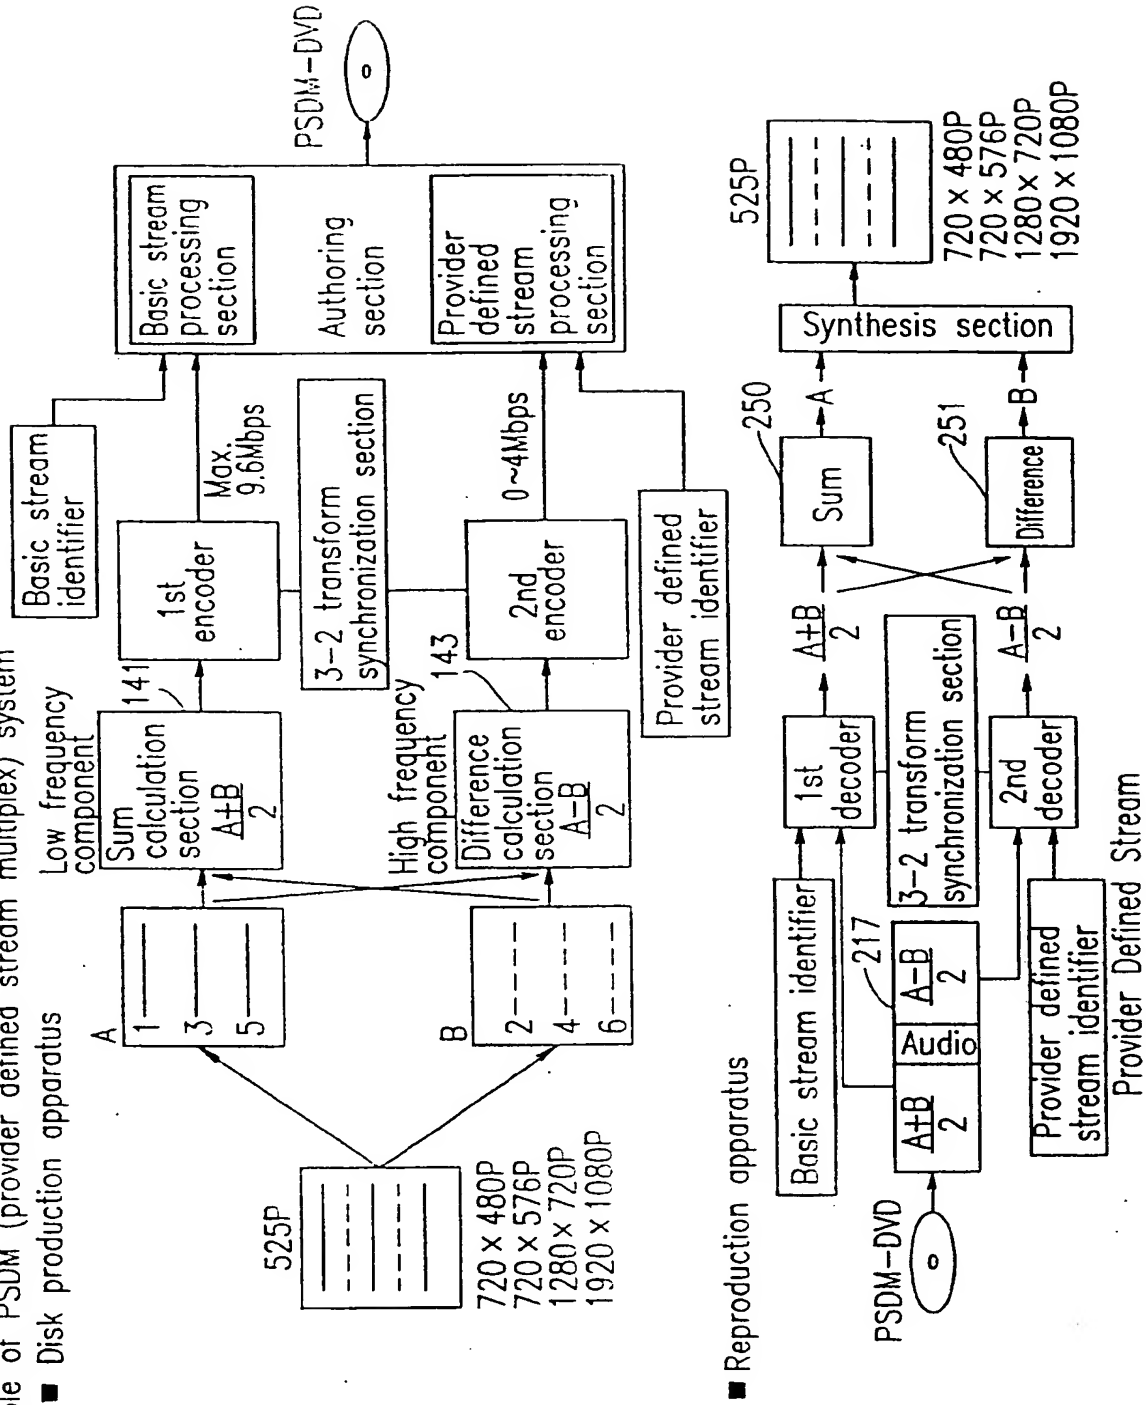 of PSDM (provider defined stream multiplex) system
■ Disk production apparatus
525P
720 × 480P
720 × 576P
1280 × 720P
1920 × 1080P
A
1
3
5
B
2
4
6
Low frequency
component
Sum
calculation
section
A+B
2
141
High frequency
component
Difference
calculation
section
A-B
2
143
1st
encoder
3-2 transform
synchronization section
2nd
encoder
Basic stream
identifier
Max.
9.6Mbps
0~4Mbps
Provider defined
stream identifier
Basic stream
processing
section
Authoring
section
Provider
defined
stream
processing
section
PSDM-DVD
■ Reproduction apparatus
PSDM-DVD
A+B
2
Audio
A-B
2
217
Basic stream identifier
Provider defined
stream identifier
Provider Defined Stream
1st
decoder
3-2 transform
synchronization section
2nd
decoder
A+B
2
A-B
2
Sum
250
Difference
251
A
B
Synthesis section
525P
720 × 480P
720 × 576P
1280 × 720P
1920 × 1080P